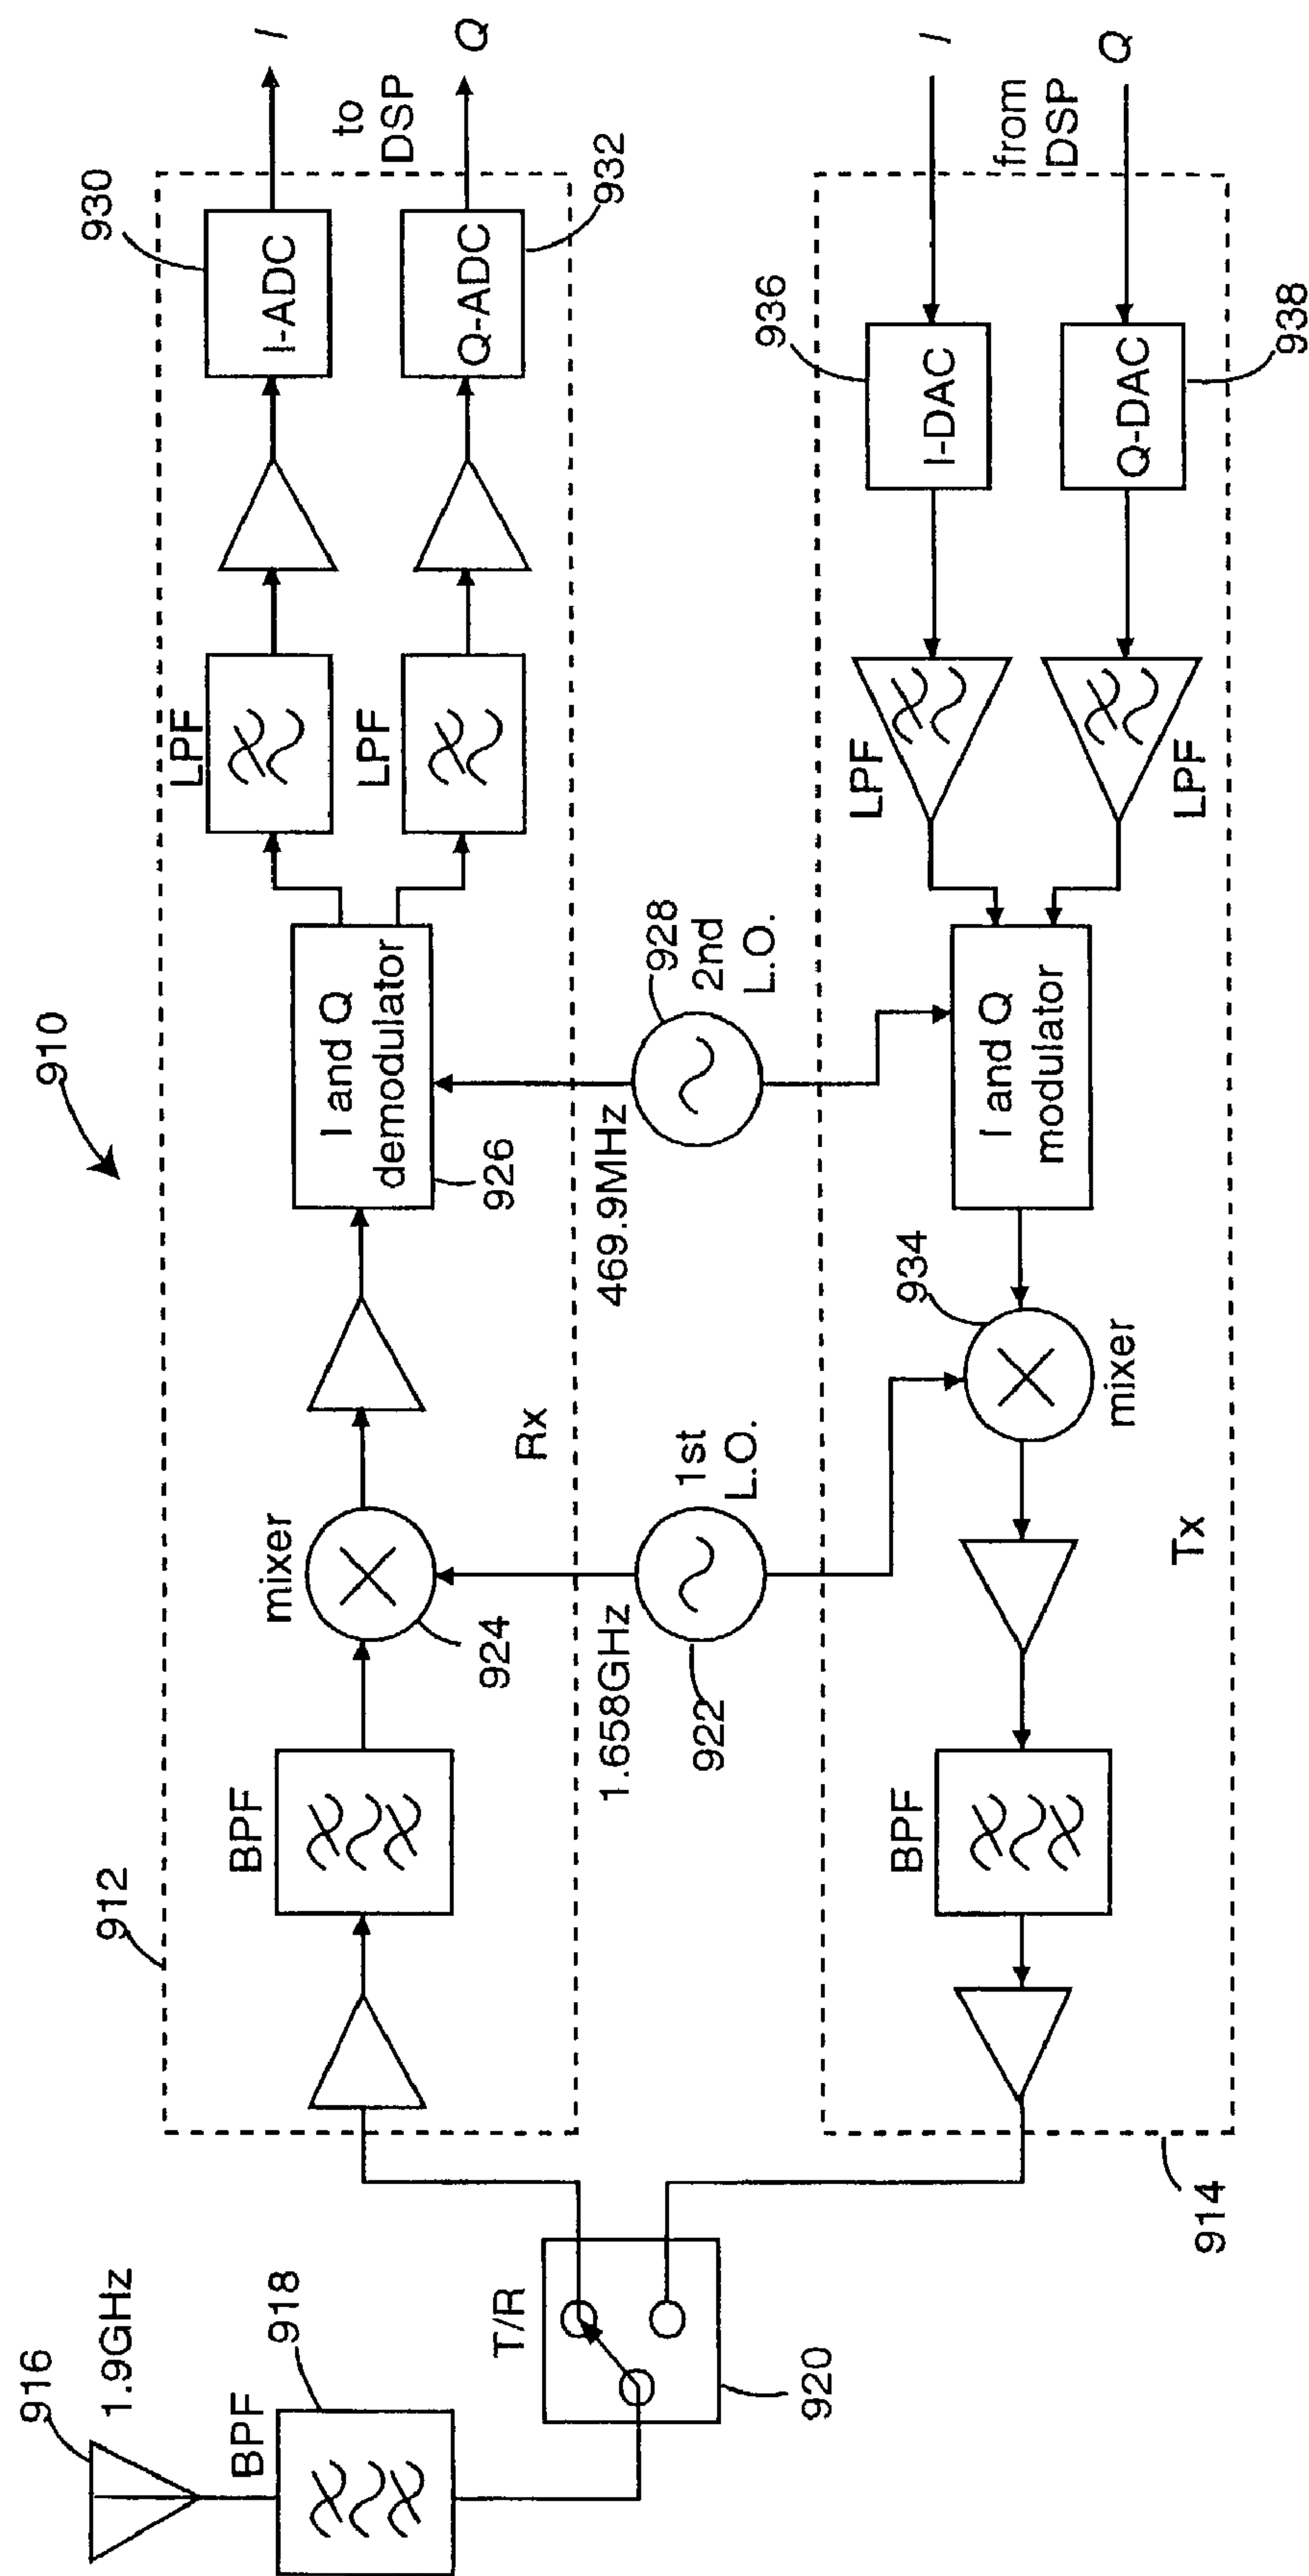 910
916
1.9GHz
BPF
918
T/R
920
912
BPF
mixer
924
Rx
I and Q
demodulator
926
LPF
LPF
I-ADC
930
Q-ADC
932
I
to
DSP
Q
1.658GHz
922
1st
L.O.
469.9MHz
928
2nd
L.O.
914
BPF
Tx
934
mixer
I and Q
modulator
LPF
LPF
936
I-DAC
Q-DAC
938
I
from
DSP
Q